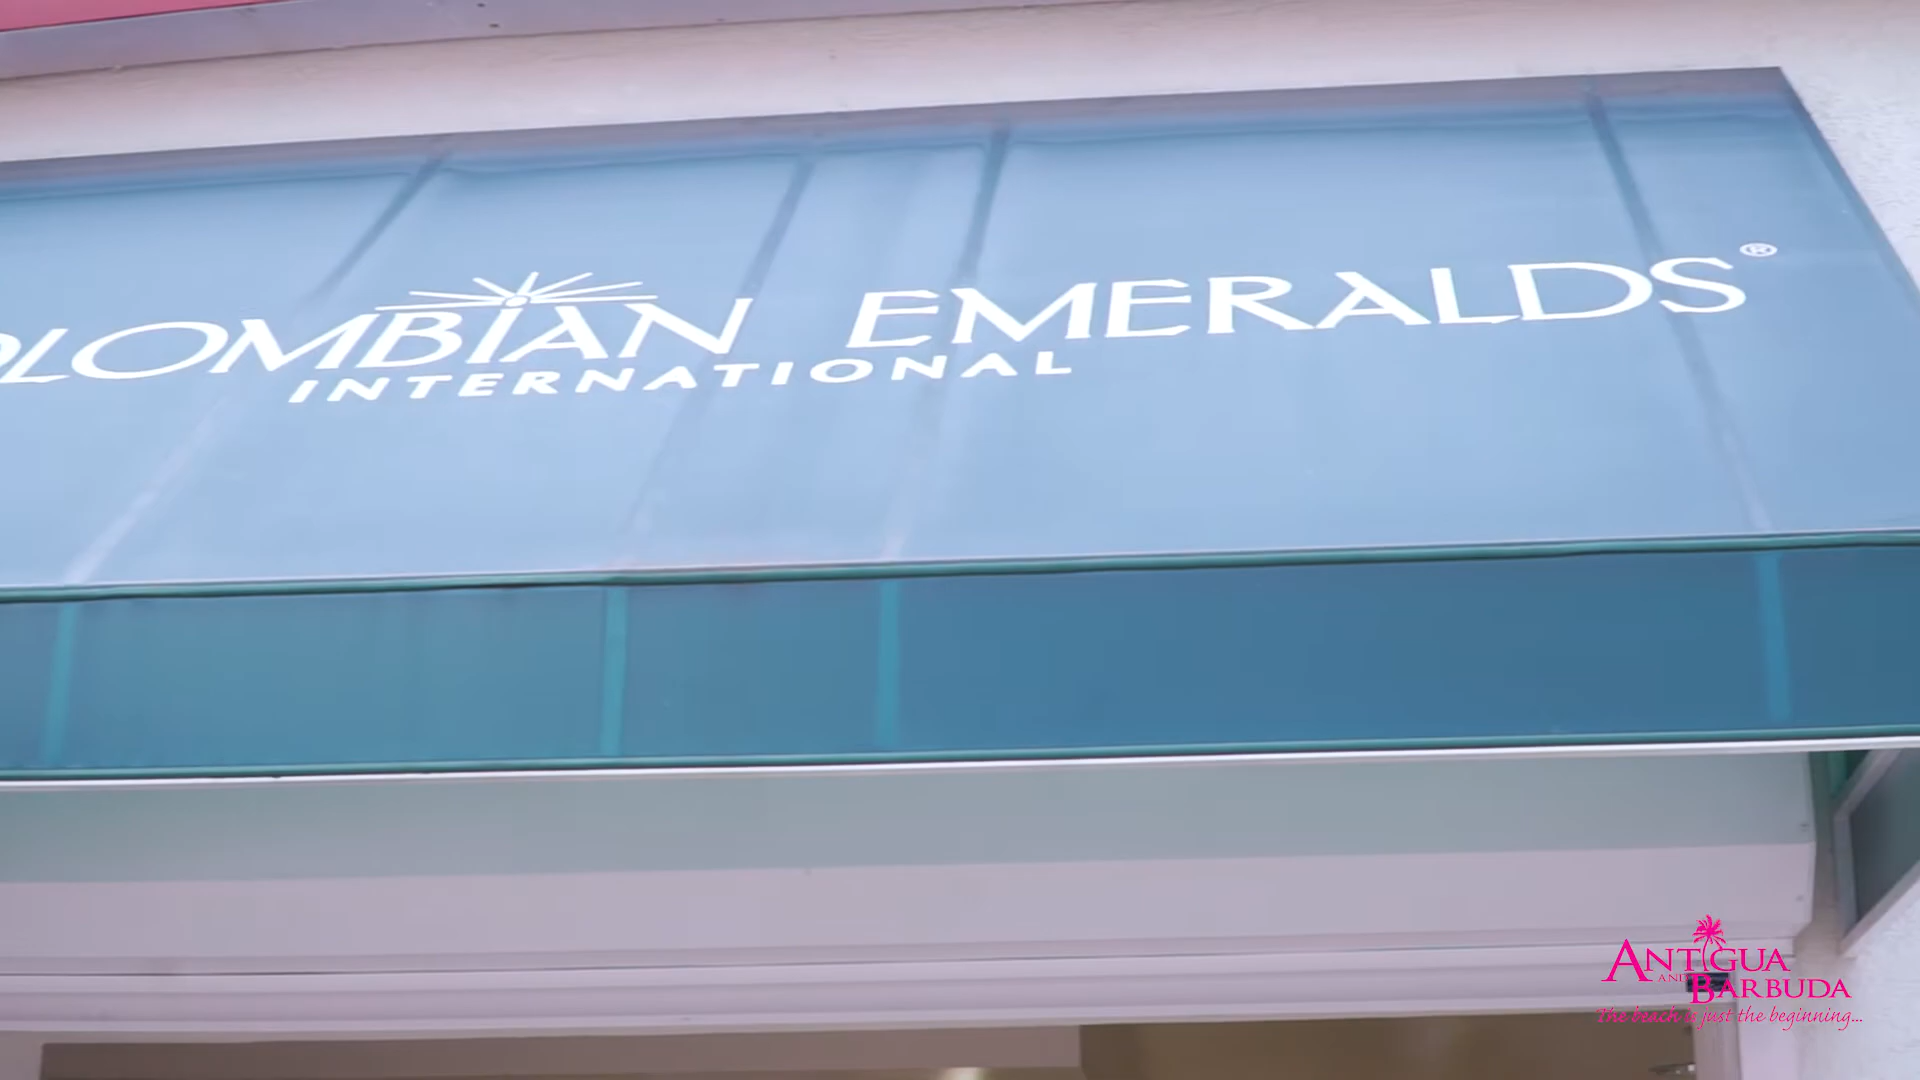 OLOMBIAN EMERALDS®
INTERNATIONAL
ANTIGUA
AND BARBUDA
The beach is just the beginning...